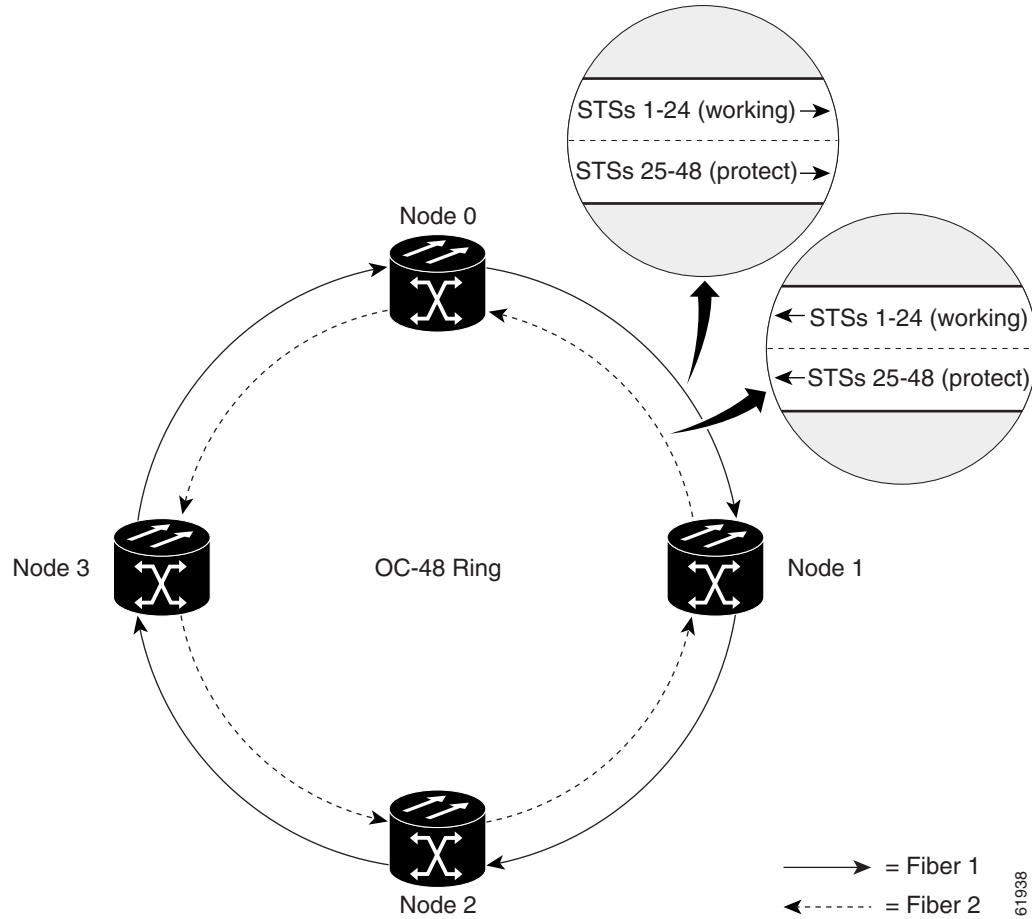 STSs 1-24 (working)
STSs 25-48 (protect)
Node 0
STSs 1-24 (working)
STSs 25-48 (protect)
Node 3
OC-48 Ring
Node 1
Node 2
= Fiber 1
= Fiber 2
61938